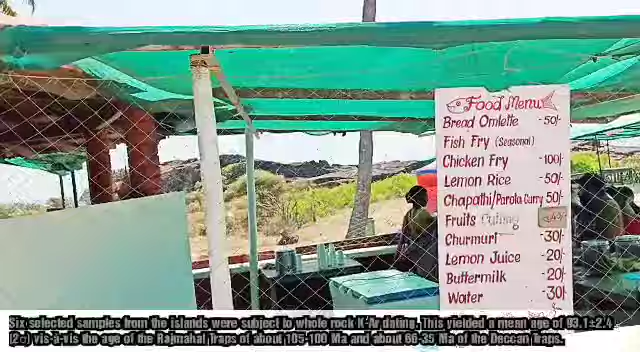 Food Menu
Bread Omlette -50/-
Fish Fry (Seasonal)
Chicken Fry -100/-
Lemon Rice -50/-
Chapathi/Parota Curry 50/-
Fruits
Churmuri -30/-
Lemon Juice -20/-
Buttermilk -20/-
Water -30/-
Six selected samples from the islands were subject to whole rock K-Ar dating. This yielded a mean age of 93.1±2.4
(2σ) vis-à-vis the age of the Rajmahal Traps of about 105-100 Ma and about 66-35 Ma of the Deccan Traps.